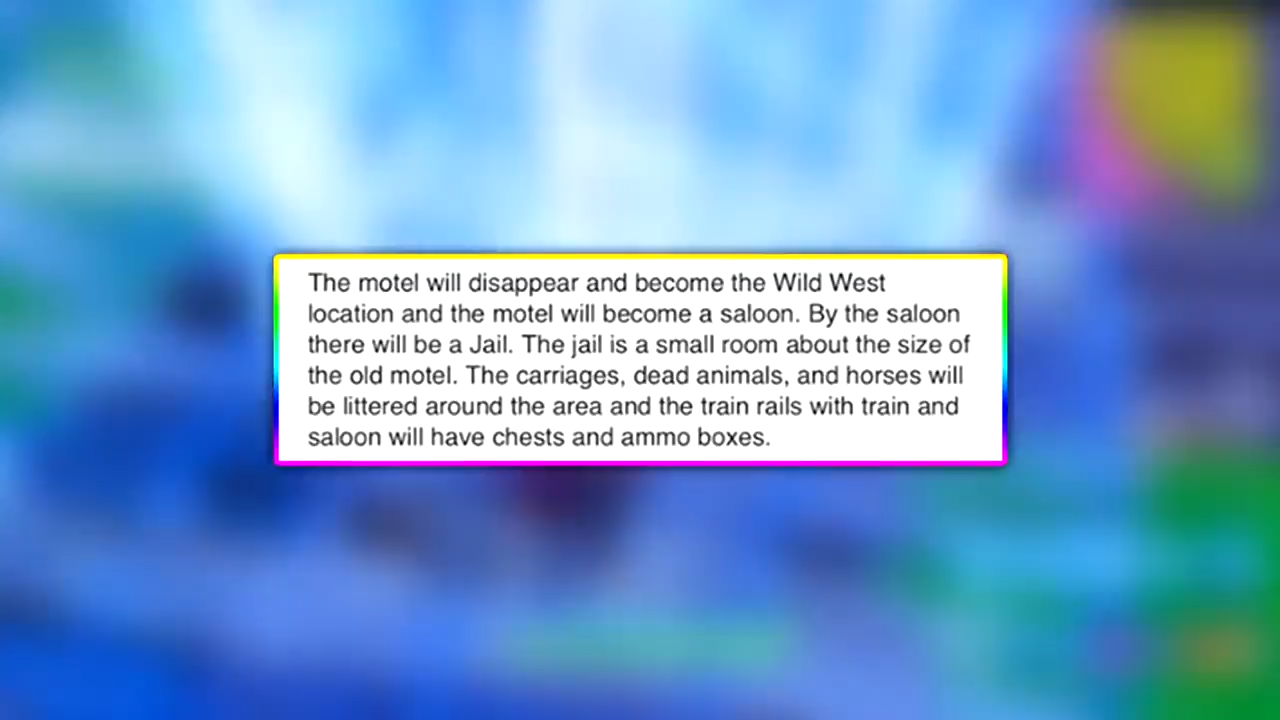 The motel will disappear and become the Wild West
location and the motel will become a saloon. By the saloon
there will be a Jail. The jail is a small room about the size of
the old motel. The carriages, dead animals, and horses will
be littered around the area and the train rails with train and
saloon will have chests and ammo boxes.